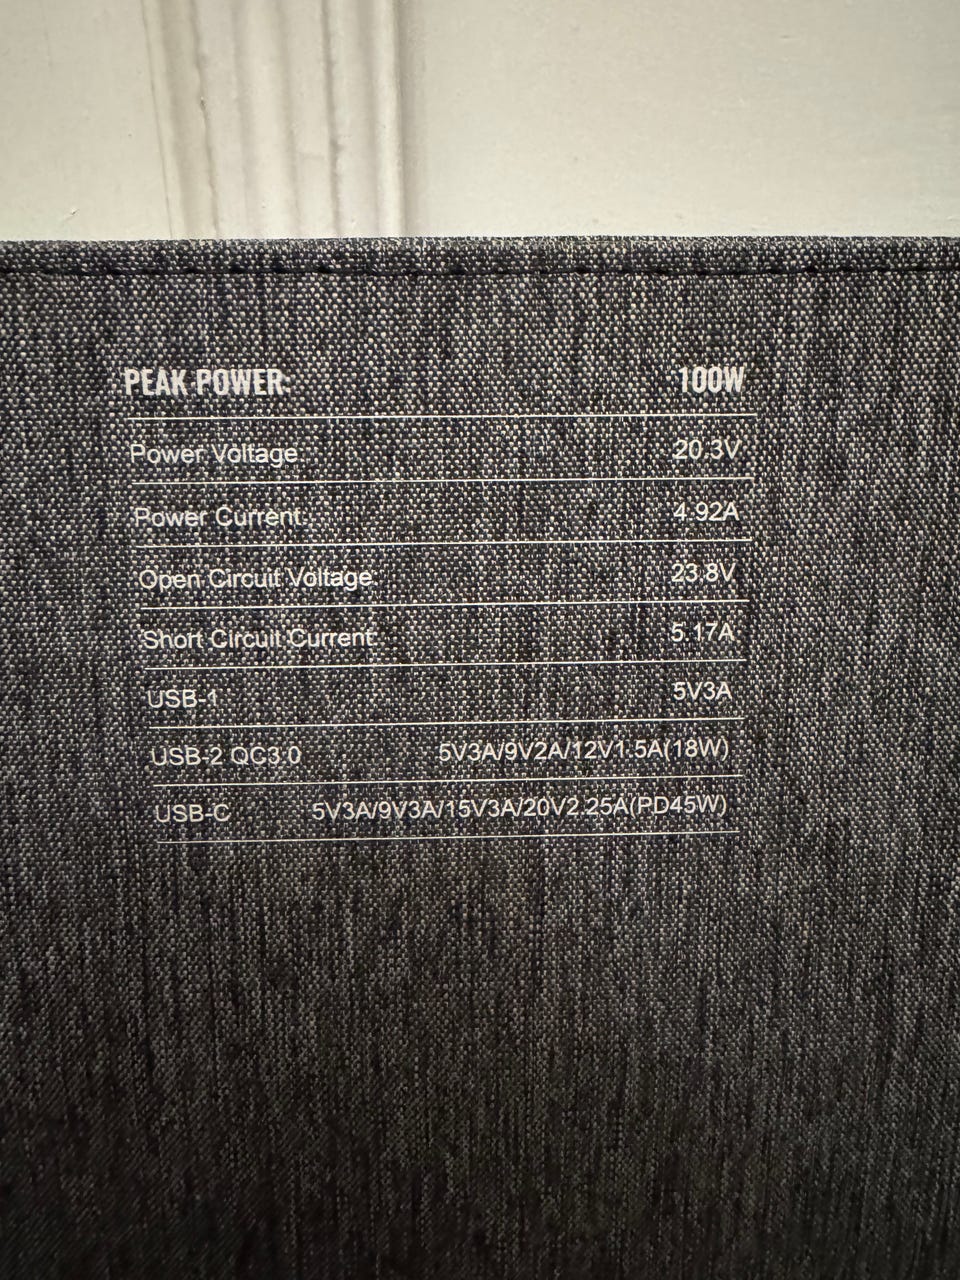 PEAK POWER: 100W
Power Voltage: 20.3V
Power Current: 4.92A
Open Circuit Voltage: 23.8V
Short Circuit Current: 5.17A
USB-1 5V3A
USB-2 QC3.0 5V3A/9V2A/12V1.5A(18W)
USB-C 5V3A/9V3A/15V3A/20V2.25A(PD45W)